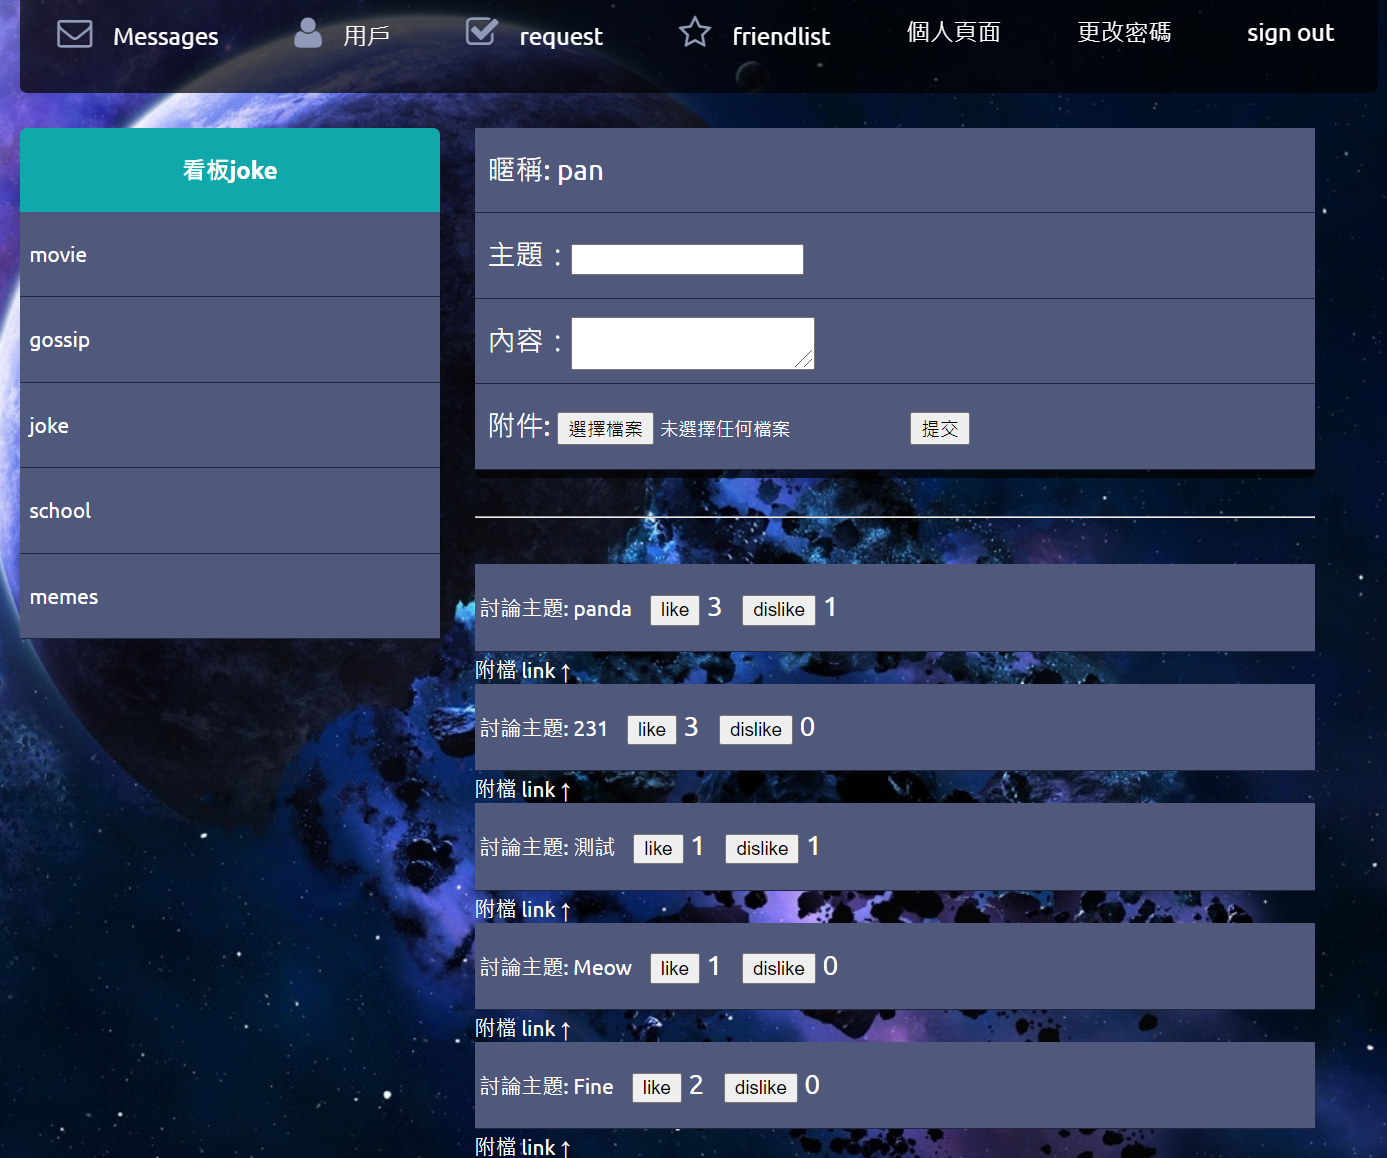 Messages 用戶 request friendlist 個人頁面 更改密碼 sign out
看板joke
movie
gossip
joke
school
memes
暱稱: pan
主題：
內容：
附件: 選擇檔案 未選擇任何檔案 提交
討論主題: panda like 3 dislike 1
附檔 link ↑
討論主題: 231 like 3 dislike 0
附檔 link ↑
討論主題: 測試 like 1 dislike 1
附檔 link ↑
討論主題: Meow like 1 dislike 0
附檔 link ↑
討論主題: Fine like 2 dislike 0
附檔 link ↑